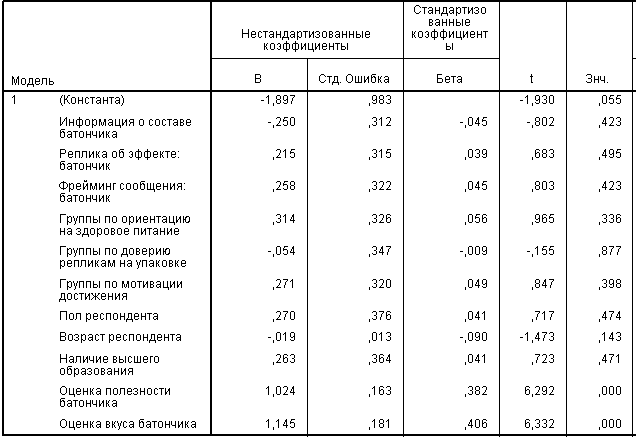 Нестандартизованные коэффициенты Стандартизо ванные коэффициент ы
Модель B Стд. Ошибка Бета t Знч.
1 (Константа) -1,897 ,983 -1,930 ,055
Информация о составе батончика -,250 ,312 -,045 -,802 ,423
Реплика об эффекте: батончик ,215 ,315 ,039 ,683 ,495
Фрейминг сообщения: батончик ,258 ,322 ,045 ,803 ,423
Группы по ориентацию на здоровое питание ,314 ,326 ,056 ,965 ,336
Группы по доверию репликам на упаковке -,054 ,347 -,009 -,155 ,877
Группы по мотивации достижения ,271 ,320 ,049 ,847 ,398
Пол респондента ,270 ,376 ,041 ,717 ,474
Возраст респондента -,019 ,013 -,090 -1,473 ,143
Наличие высшего образования ,263 ,364 ,041 ,723 ,471
Оценка полезности батончика 1,024 ,163 ,382 6,292 ,000
Оценка вкуса батончика 1,145 ,181 ,406 6,332 ,000